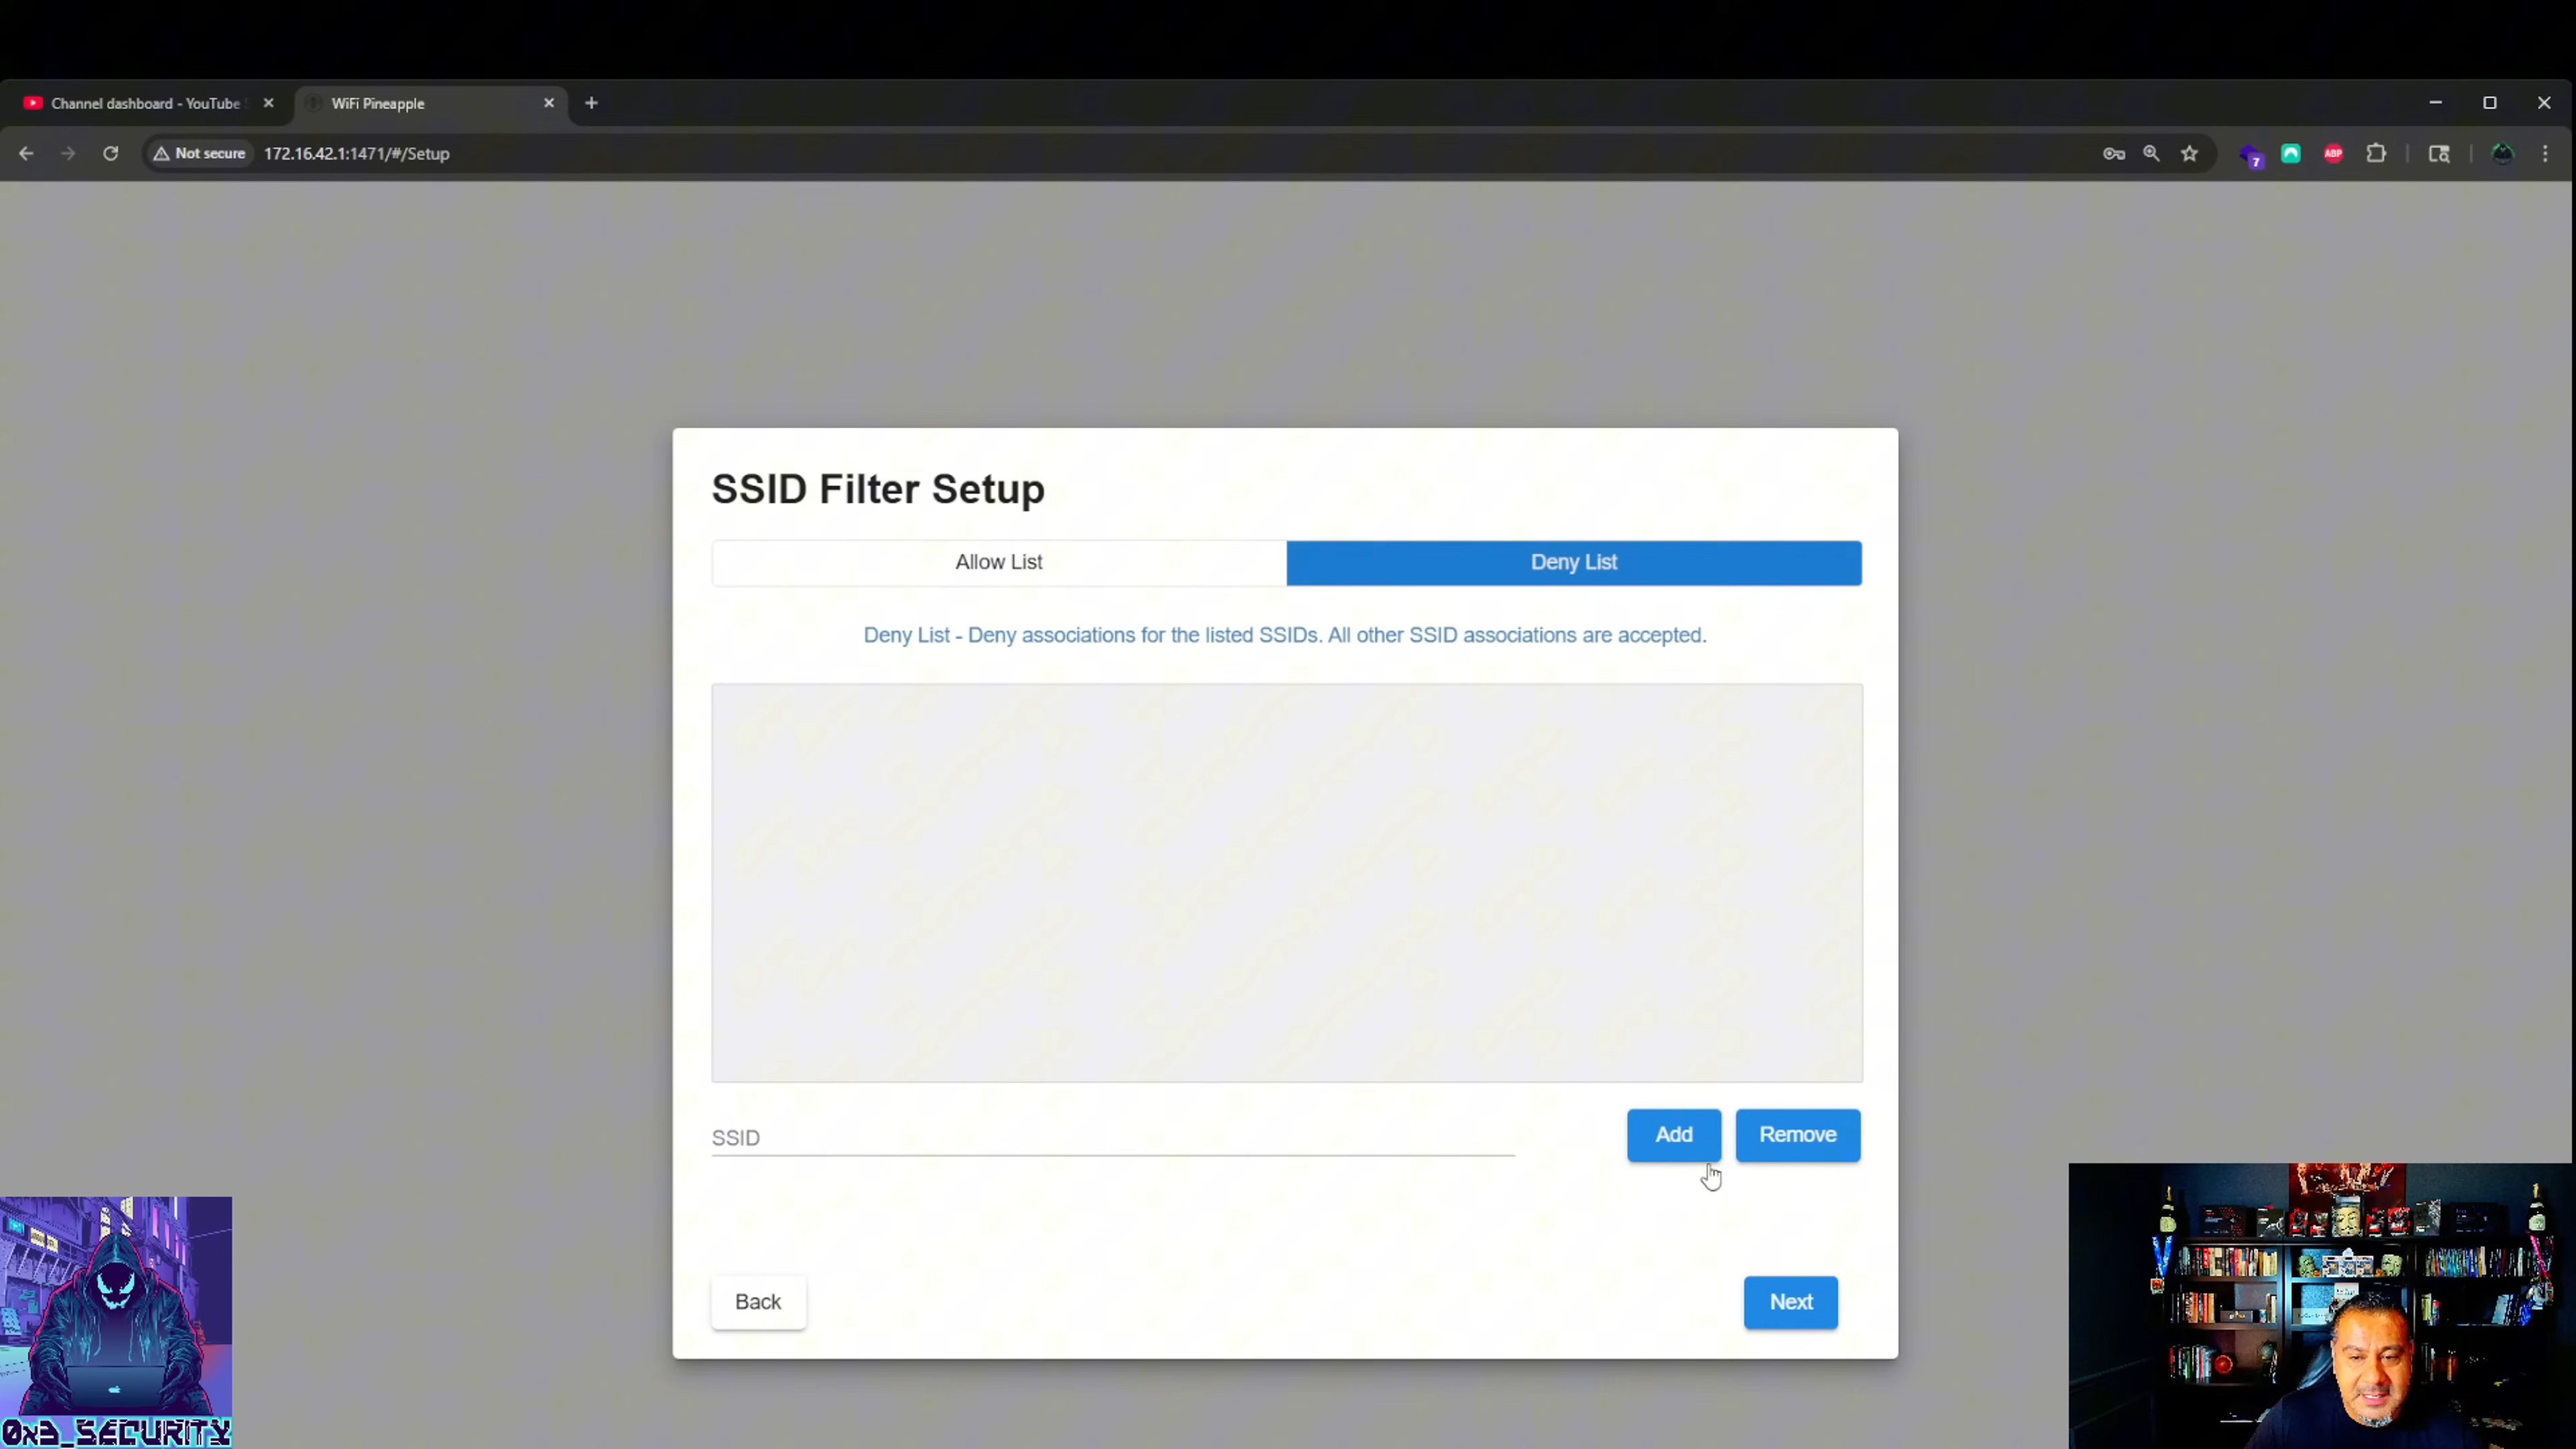 Channel dashboard - YouTube
WiFi Pineapple
Not secure
172.16.42.1:1471/#/Setup
7
ABP
SSID Filter Setup
Allow List
Deny List
Deny List - Deny associations for the listed SSIDs. All other SSID associations are accepted.
SSID
Add
Remove
Back
Next
0x3_SECURITY